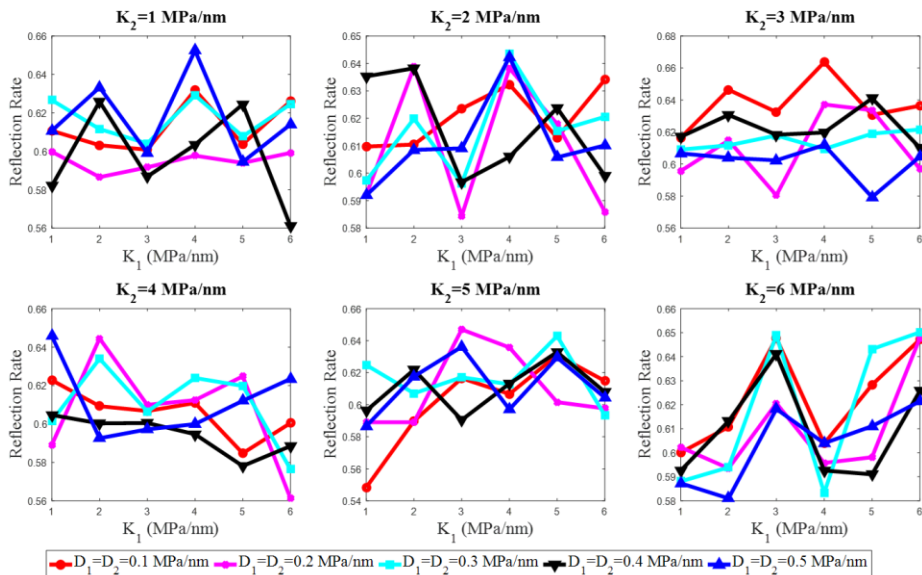 K2=1 MPa/nm
K2=2 MPa/nm
K2=3 MPa/nm
Reflection Rate
0.66
0.64
0.62
0.6
0.58
0.56
1 2 3 4 5 6
K1 (MPa/nm)
Reflection Rate
0.65
0.64
0.63
0.62
0.61
0.6
0.59
0.58
1 2 3 4 5 6
K1 (MPa/nm)
Reflection Rate
0.68
0.66
0.64
0.62
0.6
0.58
0.56
1 2 3 4 5 6
K1 (MPa/nm)
K2=4 MPa/nm
K2=5 MPa/nm
K2=6 MPa/nm
Reflection Rate
0.66
0.64
0.62
0.6
0.58
0.56
1 2 3 4 5 6
K1 (MPa/nm)
Reflection Rate
0.66
0.64
0.62
0.6
0.58
0.56
0.54
1 2 3 4 5 6
K1 (MPa/nm)
Reflection Rate
0.66
0.65
0.64
0.63
0.62
0.61
0.6
0.59
0.58
1 2 3 4 5 6
K1 (MPa/nm)
D1=D2=0.1 MPa/nm D1=D2=0.2 MPa/nm D1=D2=0.3 MPa/nm D1=D2=0.4 MPa/nm D1=D2=0.5 MPa/nm